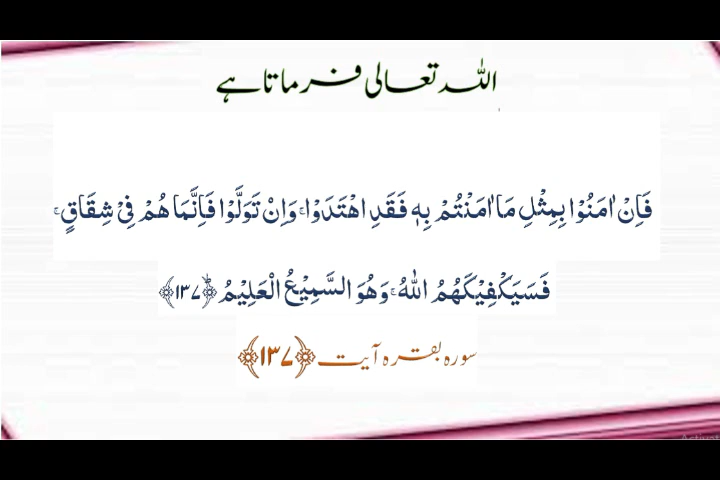 اللہ تعالی فرماتا ہے
فَاِنْ اٰمَنُوْا بِمِثْلِ مَاۤ اٰمَنْتُمْ بِهٖ فَقَدِ اهْتَدَوْاۚ-وَ اِنْ تَوَلَّوْا فَاِنَّمَا هُمْ فِیْ شِقَاقٍۚ-
فَسَیَكْفِیْكَهُمُ اللّٰهُۚ-وَ هُوَ السَّمِیْعُ الْعَلِیْمُؕ﴿۱۳۷﴾
سورہ بقرہ آیت ﴿۱۳۷﴾